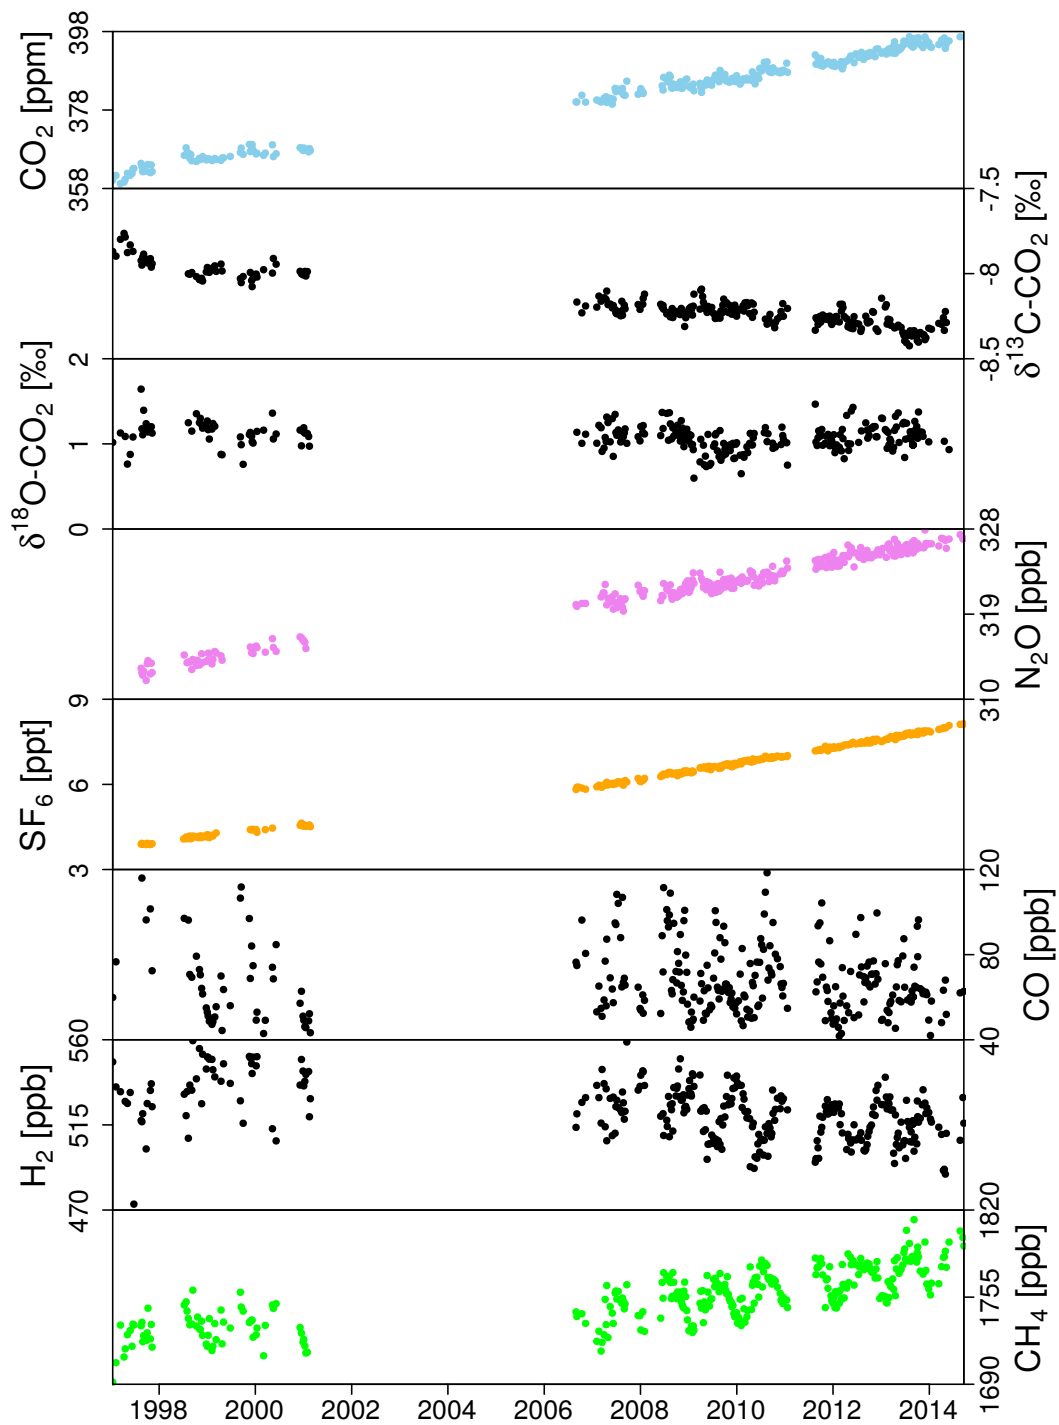 CO2 [ppm]
398
378
358
δ13C-CO2 [‰]
-7.5
-8
-8.5
δ18O-CO2 [‰]
2
1
0
N2O [ppb]
328
319
310
SF6 [ppt]
9
6
3
CO [ppb]
120
80
40
H2 [ppb]
560
515
470
CH4 [ppb]
1820
1755
1690
1998 2000 2002 2004 2006 2008 2010 2012 2014